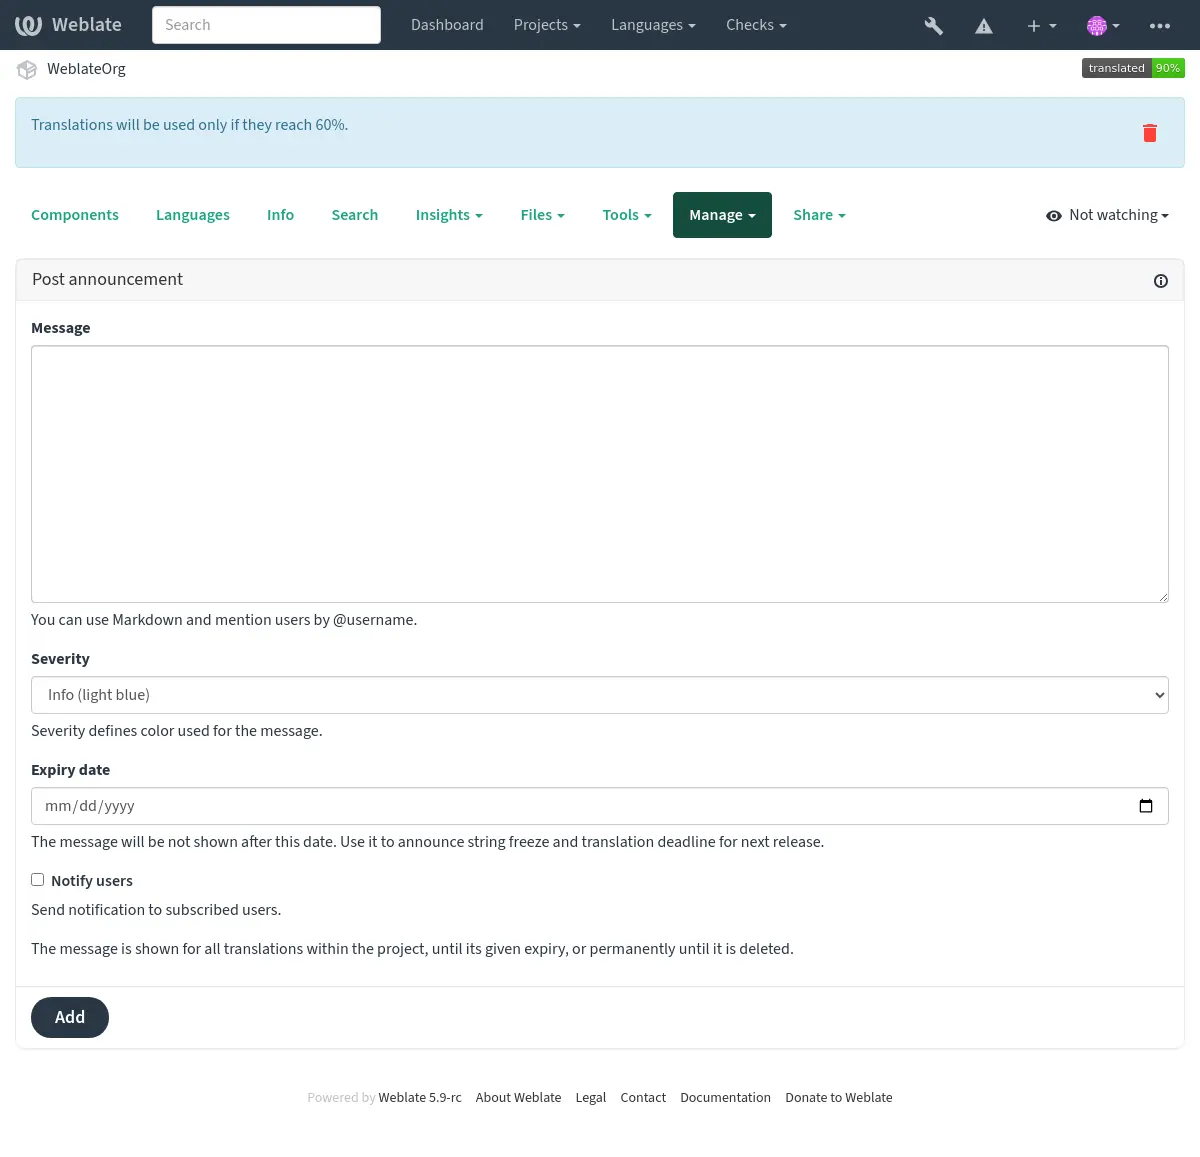 Weblate
Search
Dashboard
Projects
Languages
Checks
WeblateOrg
translated 90%
Translations will be used only if they reach 60%.
Components
Languages
Info
Search
Insights
Files
Tools
Manage
Share
Not watching
Post announcement
Message
You can use Markdown and mention users by @username.
Severity
Info (light blue)
Severity defines color used for the message.
Expiry date
mm/dd/yyyy
The message will be not shown after this date. Use it to announce string freeze and translation deadline for next release.
Notify users
Send notification to subscribed users.
The message is shown for all translations within the project, until its given expiry, or permanently until it is deleted.
Add
Powered by Weblate 5.9-rc About Weblate Legal Contact Documentation Donate to Weblate